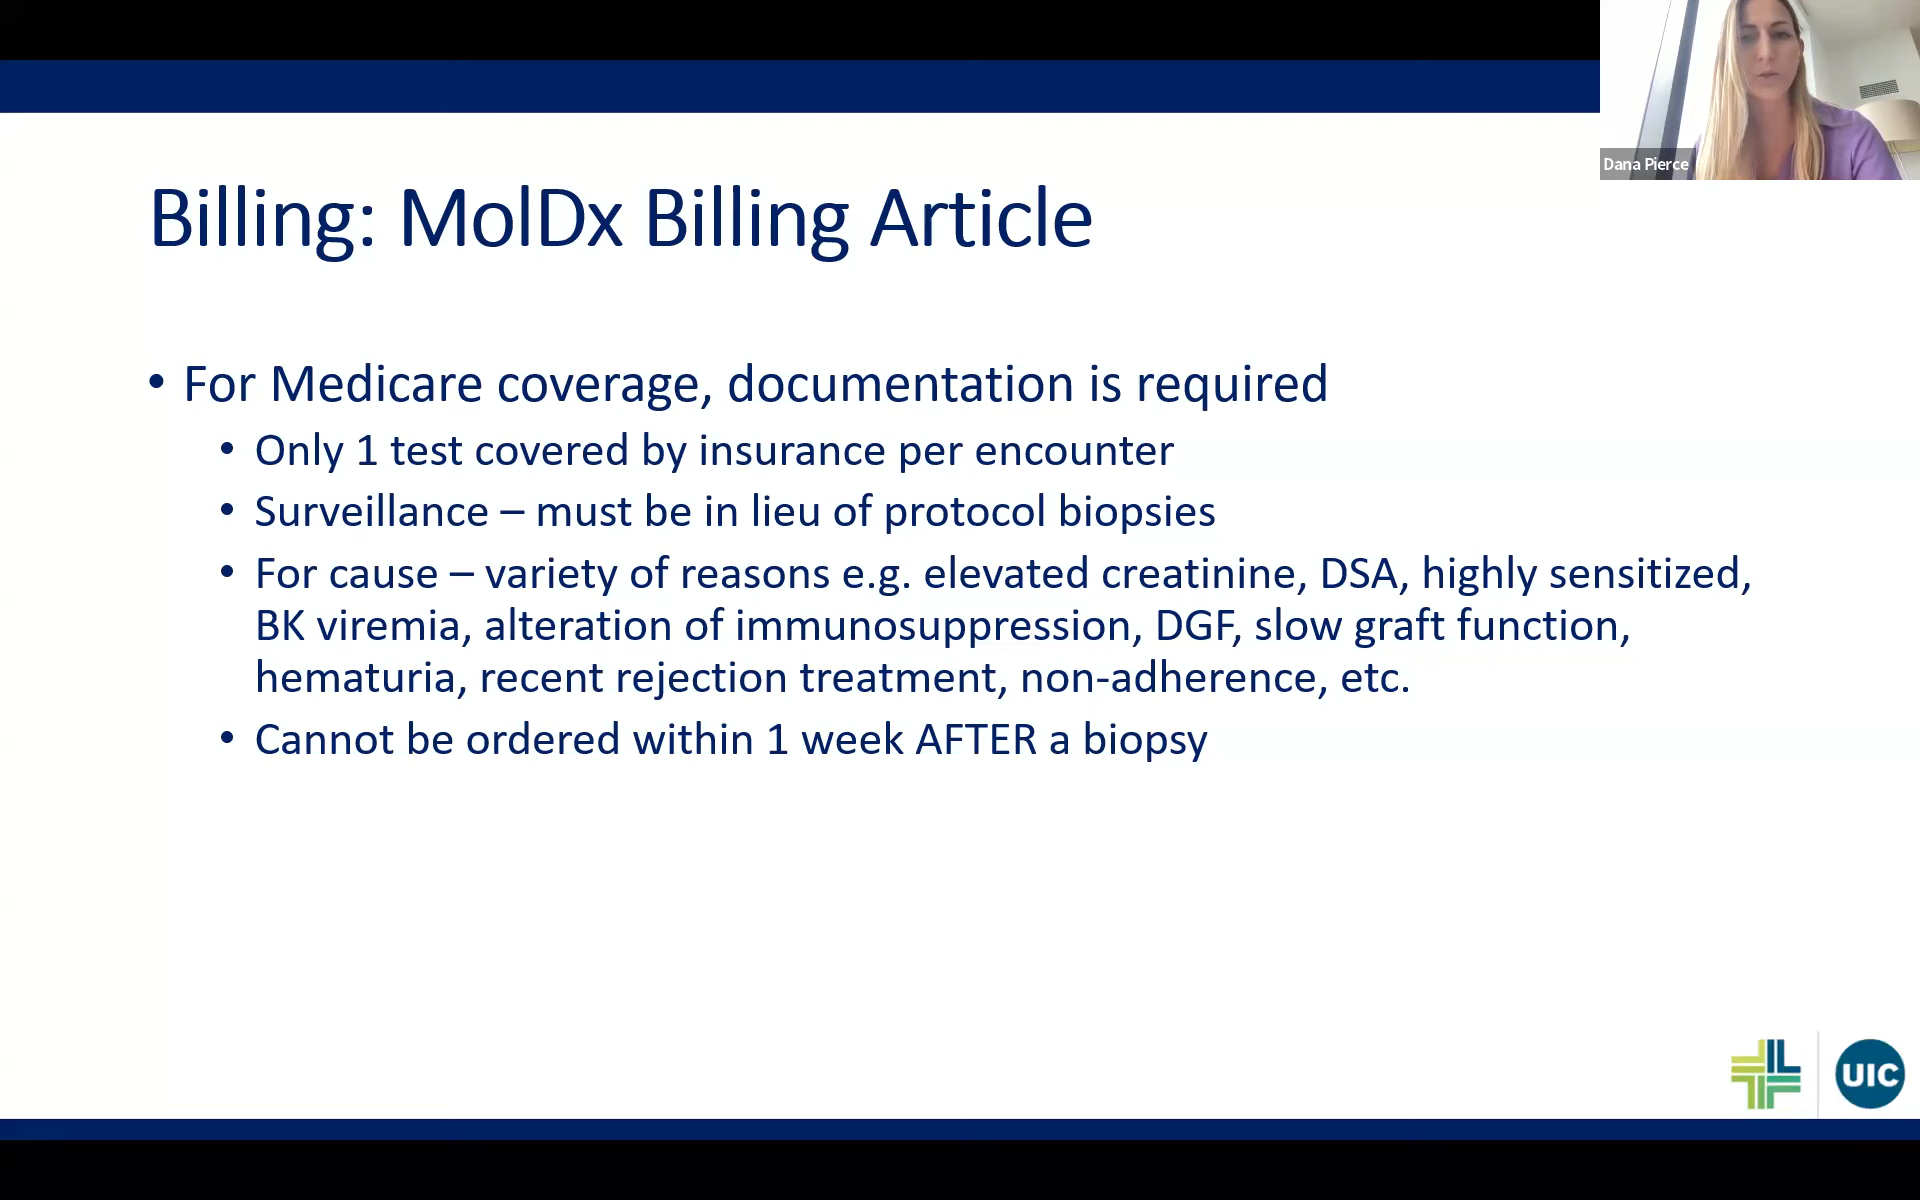 Dana Pierce
Billing: MolDx Billing Article
• For Medicare coverage, documentation is required
• Only 1 test covered by insurance per encounter
• Surveillance – must be in lieu of protocol biopsies
• For cause – variety of reasons e.g. elevated creatinine, DSA, highly sensitized,
BK viremia, alteration of immunosuppression, DGF, slow graft function,
hematuria, recent rejection treatment, non-adherence, etc.
• Cannot be ordered within 1 week AFTER a biopsy
UIC